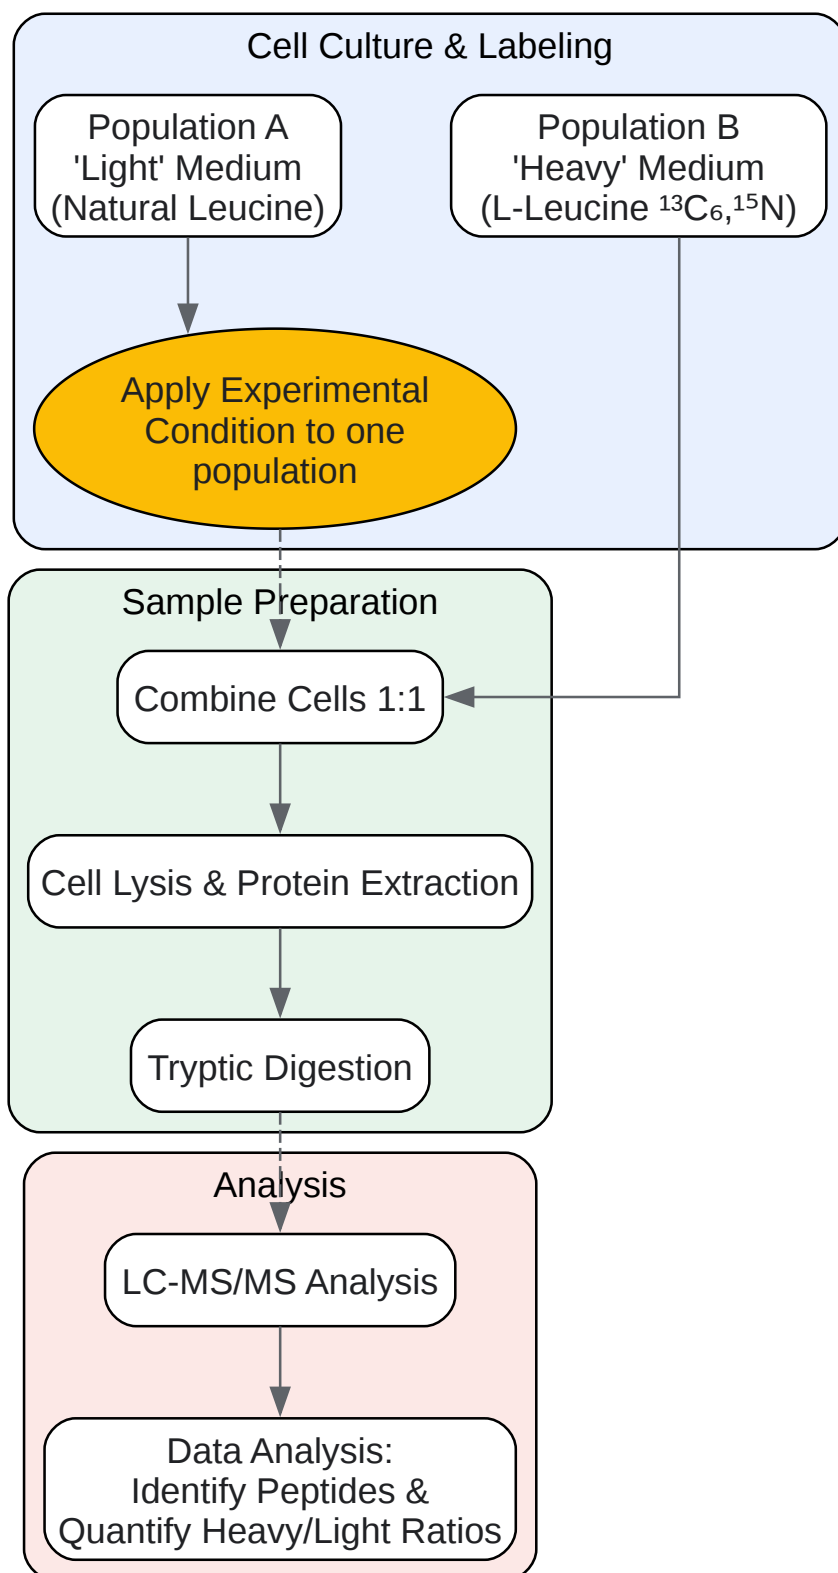 Cell Culture & Labeling
Population A
'Light' Medium
(Natural Leucine)
Population B
'Heavy' Medium
(L-Leucine ¹³C₆,¹⁵N)
Apply Experimental
Condition to one
population
Sample Preparation
Combine Cells 1:1
Cell Lysis & Protein Extraction
Tryptic Digestion
Analysis
LC-MS/MS Analysis
Data Analysis:
Identify Peptides &
Quantify Heavy/Light Ratios